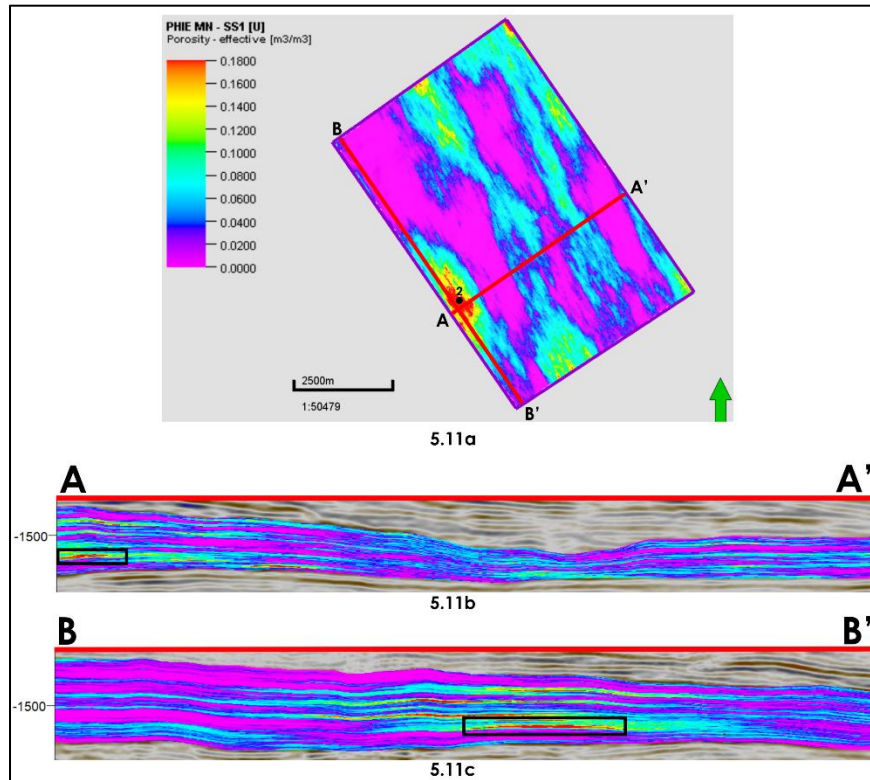 PHIE MN - SS1 [U]
Porosity - effective [m3/m3]
0.1800
0.1600
0.1400
0.1200
0.1000
0.0800
0.0600
0.0400
0.0200
0.0000
B
A'
2
A
B'
2500m
1:50479
5.11a
A A'
-1500
5.11b
B B'
-1500
5.11c